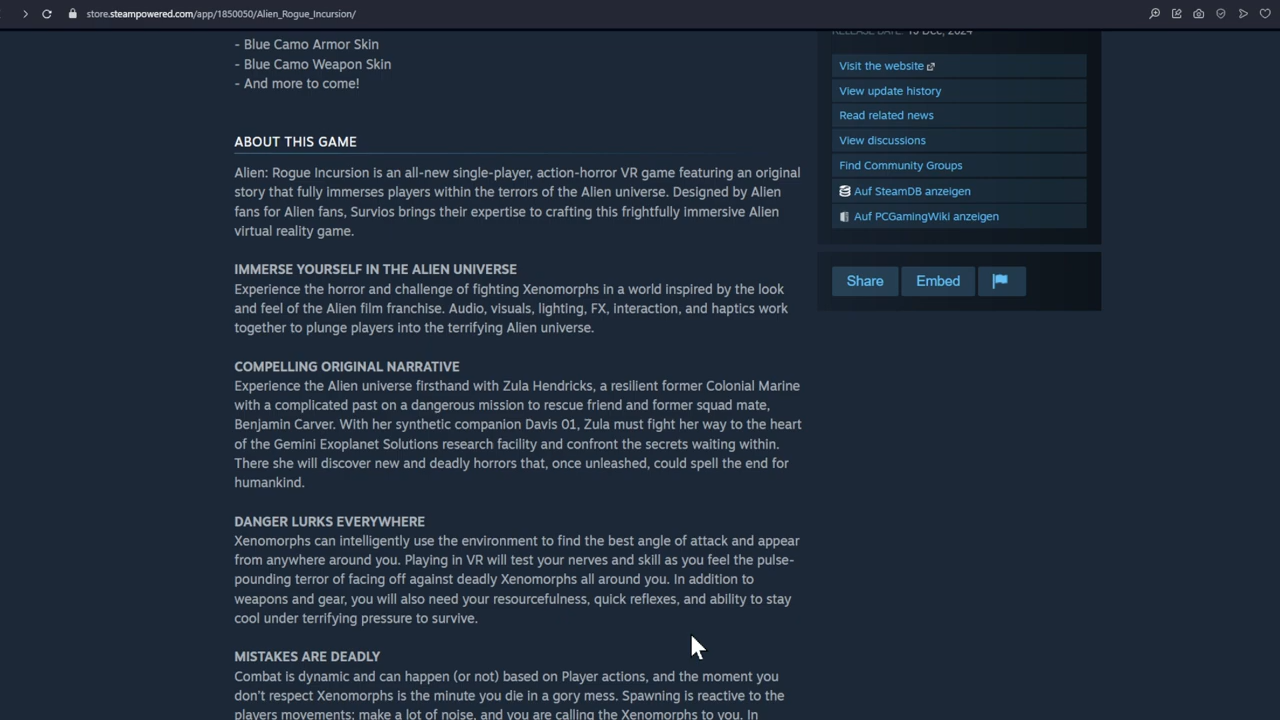 store.steampowered.com/app/1850050/Alien_Rogue_Incursion/
- Blue Camo Armor Skin
- Blue Camo Weapon Skin
- And more to come!
ABOUT THIS GAME
Alien: Rogue Incursion is an all-new single-player, action-horror VR game featuring an original
story that fully immerses players within the terrors of the Alien universe. Designed by Alien
fans for Alien fans, Survios brings their expertise to crafting this frightfully immersive Alien
virtual reality game.
IMMERSE YOURSELF IN THE ALIEN UNIVERSE
Experience the horror and challenge of fighting Xenomorphs in a world inspired by the look
and feel of the Alien film franchise. Audio, visuals, lighting, FX, interaction, and haptics work
together to plunge players into the terrifying Alien universe.
COMPELLING ORIGINAL NARRATIVE
Experience the Alien universe firsthand with Zula Hendricks, a resilient former Colonial Marine
with a complicated past on a dangerous mission to rescue friend and former squad mate,
Benjamin Carver. With her synthetic companion Davis 01, Zula must fight her way to the heart
of the Gemini Exoplanet Solutions research facility and confront the secrets waiting within.
There she will discover new and deadly horrors that, once unleashed, could spell the end for
humankind.
DANGER LURKS EVERYWHERE
Xenomorphs can intelligently use the environment to find the best angle of attack and appear
from anywhere around you. Playing in VR will test your nerves and skill as you feel the pulse-
pounding terror of facing off against deadly Xenomorphs all around you. In addition to
weapons and gear, you will also need your resourcefulness, quick reflexes, and ability to stay
cool under terrifying pressure to survive.
MISTAKES ARE DEADLY
Combat is dynamic and can happen (or not) based on Player actions, and the moment you
don't respect Xenomorphs is the minute you die in a gory mess. Spawning is reactive to the
players movements; make a lot of noise, and you are calling the Xenomorphs to you. In
RELEASE DATE: 19 Dec, 2024
Visit the website
View update history
Read related news
View discussions
Find Community Groups
Auf SteamDB anzeigen
Auf PCGamingWiki anzeigen
Share
Embed